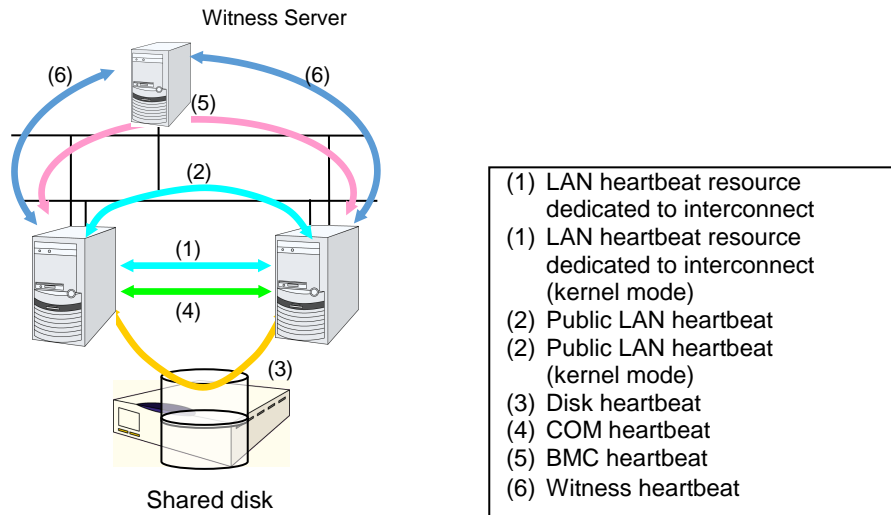 Witness Server
(6)
(6)
(5)
(2)
(1)
(4)
(3)
Shared disk
(1) LAN heartbeat resource
dedicated to interconnect
(1) LAN heartbeat resource
dedicated to interconnect
(kernel mode)
(2) Public LAN heartbeat
(2) Public LAN heartbeat
(kernel mode)
(3) Disk heartbeat
(4) COM heartbeat
(5) BMC heartbeat
(6) Witness heartbeat